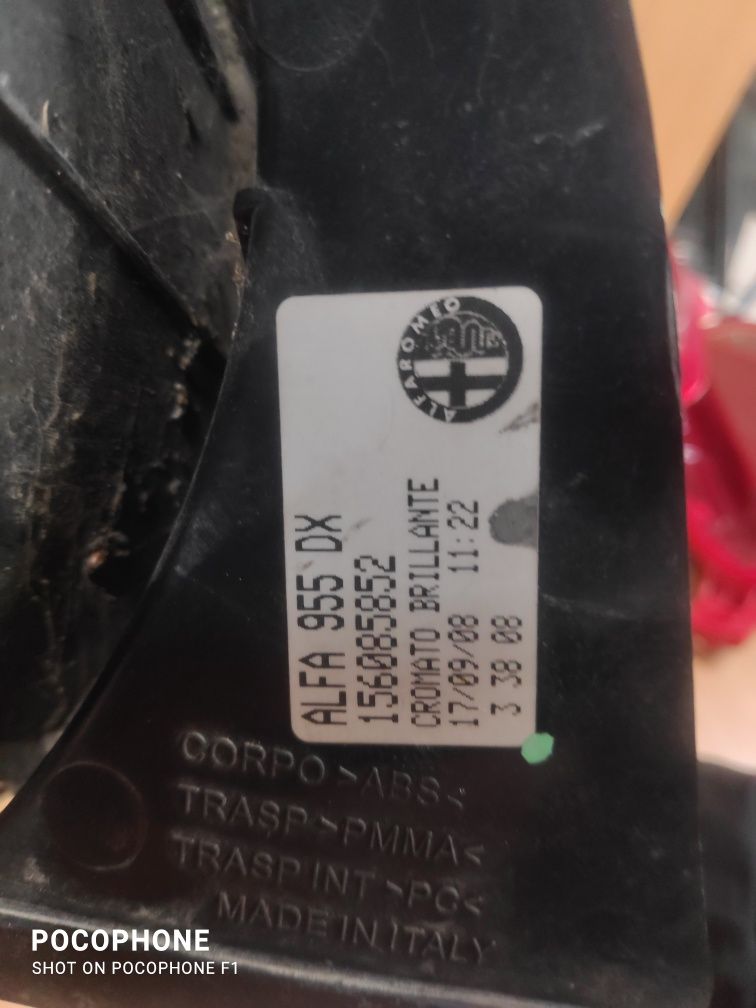 ALFA ROMEO
ALFA 955 DX
156085852
CROMATO BRILLANTE
17/09/08 11:22
3 38 08
CORPO >ABS<
TRASP >PMMA<
TRASP INT >PC<
MADE IN ITALY
POCOPHONE
SHOT ON POCOPHONE F1